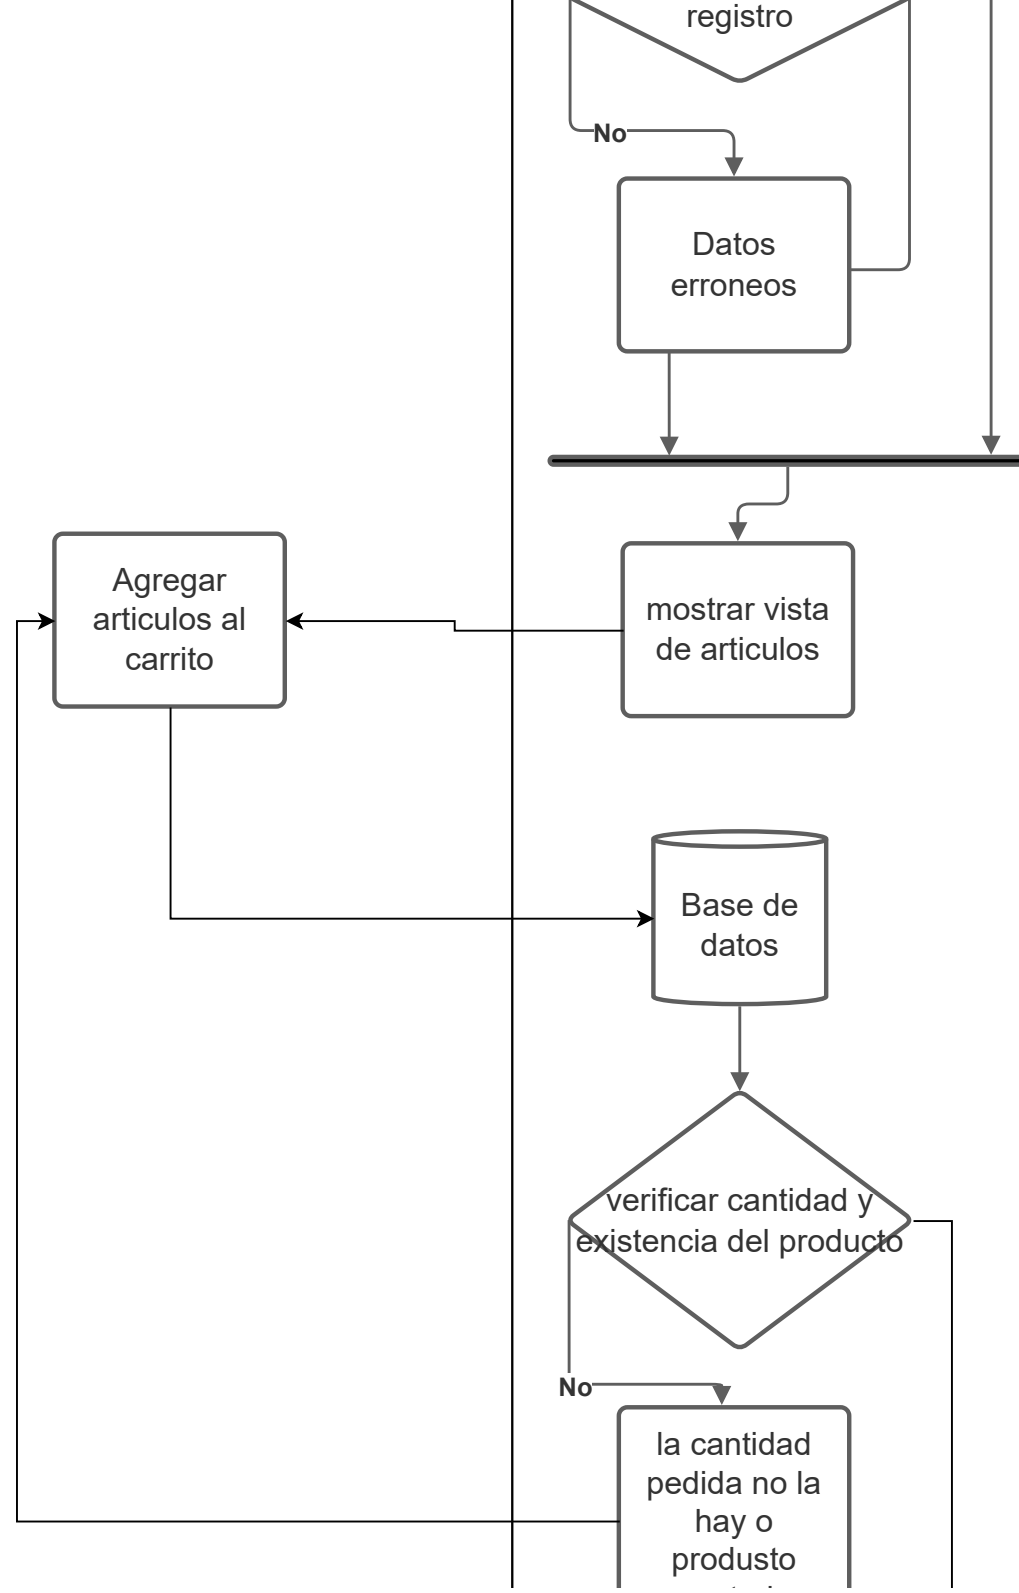 registro
No
Datos
erroneos
Agregar
articulos al
carrito
mostrar vista
de articulos
Base de
datos
verificar cantidad y
existencia del producto
No
la cantidad
pedida no la
hay o
produsto